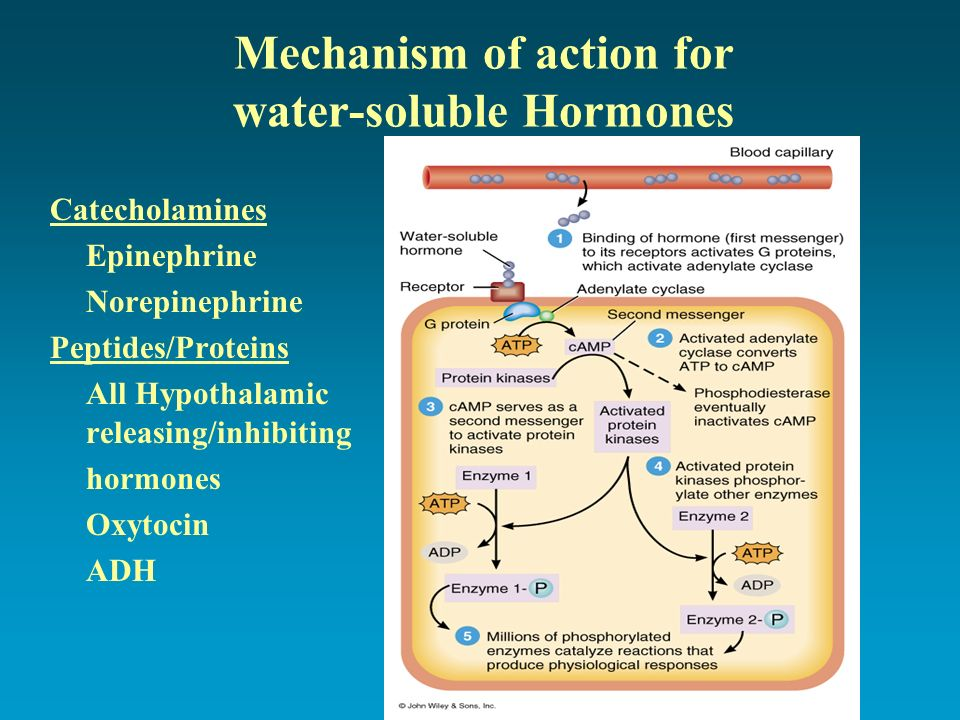 Mechanism of action for
water-soluble Hormones
Catecholamines
Epinephrine
Norepinephrine
Peptides/Proteins
All Hypothalamic
releasing/inhibiting
hormones
Oxytocin
ADH
Blood capillary
Water-soluble
hormone
1 Binding of hormone (first messenger)
to its receptors activates G proteins,
which activate adenylate cyclase
Receptor
Adenylate cyclase
G protein
Second messenger
ATP
cAMP
2 Activated adenylate
cyclase converts
ATP to cAMP
Protein kinases
Phosphodiesterase
eventually
inactivates cAMP
3 cAMP serves as a
second messenger
to activate protein
kinases
Activated
protein
kinases
4 Activated protein
kinases phosphor-
ylate other enzymes
Enzyme 1
ATP
ADP
Enzyme 2
ATP
ADP
Enzyme 1- P
Enzyme 2- P
5 Millions of phosphorylated
enzymes catalyze reactions that
produce physiological responses
© John Wiley & Sons, Inc.